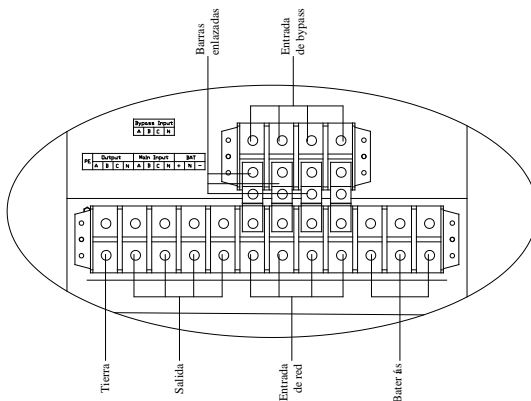 Barras
enlazadas
Entrada
de bypass
Bypass Input
A B C N
PE Output Main Input BAT
A B C N A B C N + N -
Tierra
Salida
Entrada
de red
Bater ías